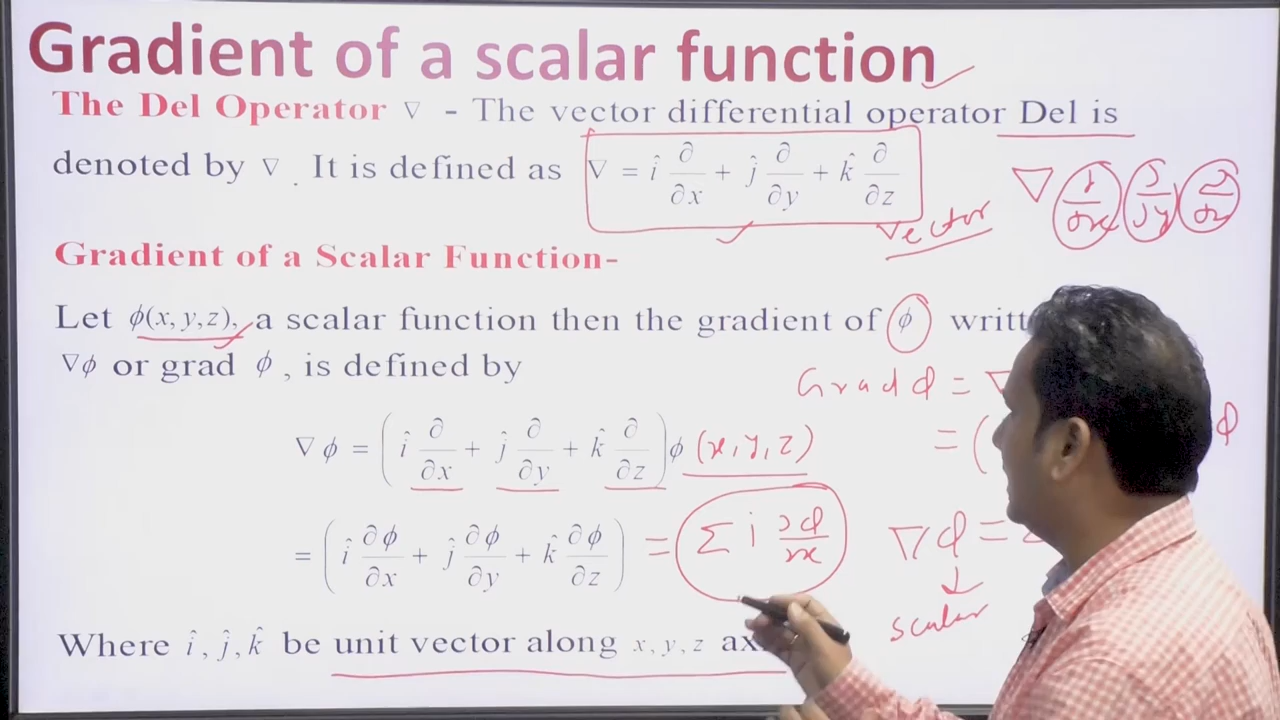 Gradient of a scalar function
The Del Operator ∇ - The vector differential operator Del is
denoted by ∇ . It is defined as ∇ = î ∂/∂x + ĵ ∂/∂y + k̂ ∂/∂z
∇ ∂/∂x ∂/∂y ∂/∂z
Vector
Gradient of a Scalar Function-
Let ϕ(x, y, z), a scalar function then the gradient of ϕ
∇ϕ or grad ϕ , is defined by
Grad ϕ =
∇ ϕ = ( î ∂/∂x + ĵ ∂/∂y + k̂ ∂/∂z ) ϕ (x, y, z)
= ( ϕ
= ( î ∂ϕ/∂x + ĵ ∂ϕ/∂y + k̂ ∂ϕ/∂z ) = Σ i ∂ϕ/∂x
∇ϕ =
scalar
Where î, ĵ, k̂ be unit vector along x, y, z